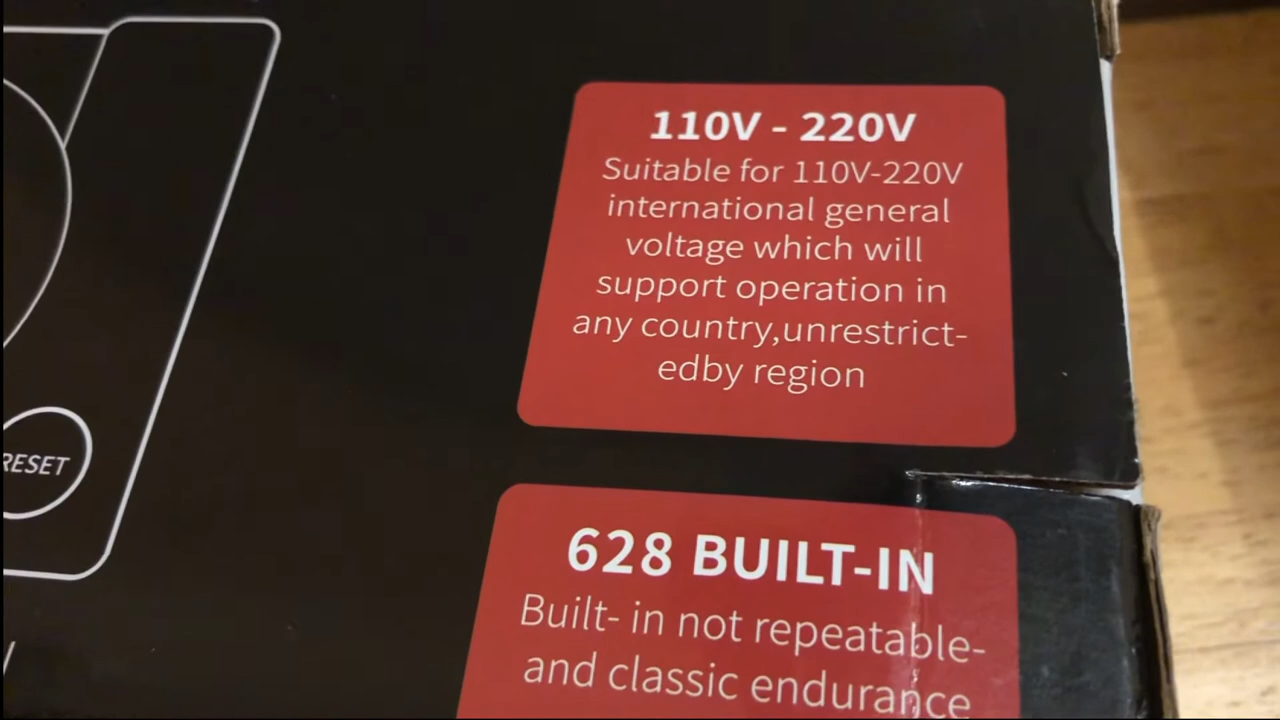 RESET
110V - 220V
Suitable for 110V-220V
international general
voltage which will
support operation in
any country,unrestrict-
edby region
628 BUILT-IN
Built- in not repeatable-
and classic endurance